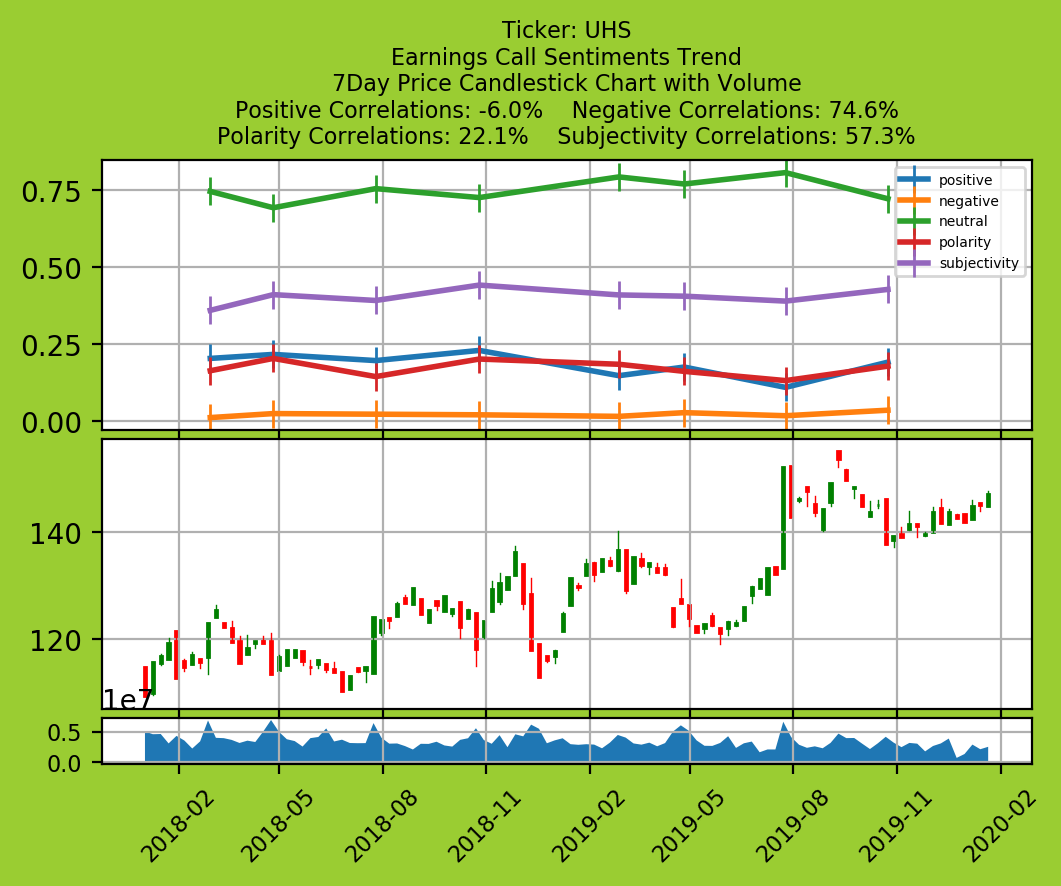 Ticker: UHS
Earnings Call Sentiments Trend
7Day Price Candlestick Chart with Volume
Positive Correlations: -6.0%    Negative Correlations: 74.6%
Polarity Correlations: 22.1%    Subjectivity Correlations: 57.3%
0.75
0.50
0.25
0.00
positive
negative
neutral
polarity
subjectivity
140
120
1e7
0.5
0.0
2018-02
2018-05
2018-08
2018-11
2019-02
2019-05
2019-08
2019-11
2020-02